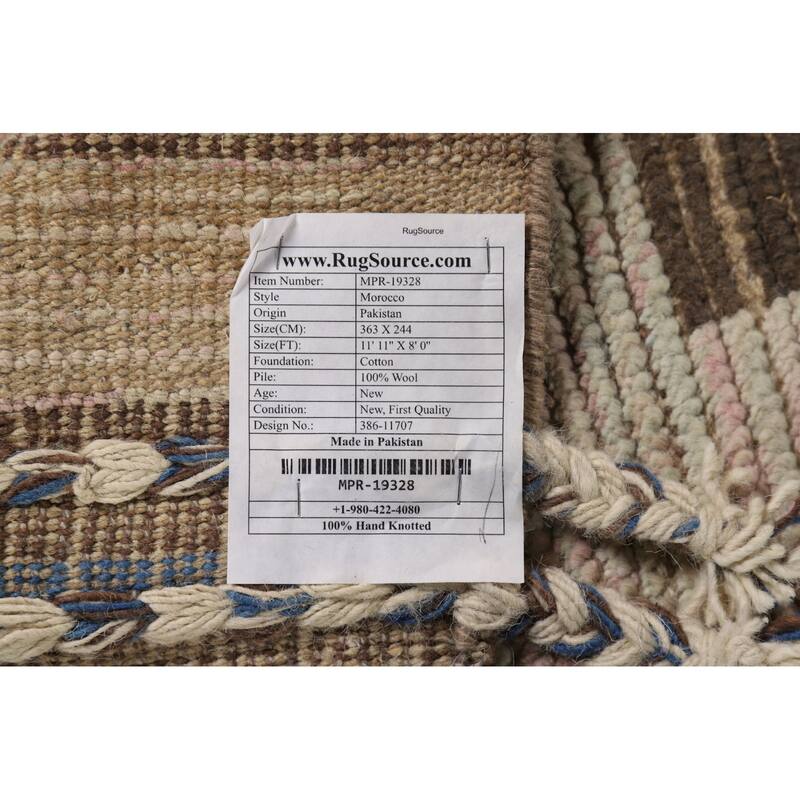 RugSource
www.RugSource.com
Item Number: MPR-19328
Style Morocco
Origin Pakistan
Size(CM): 363 X 244
Size(FT): 11' 11" X 8' 0"
Foundation: Cotton
Pile: 100% Wool
Age: New
Condition: New, First Quality
Design No.: 386-11707
Made in Pakistan
MPR-19328
+1-980-422-4080
100% Hand Knotted